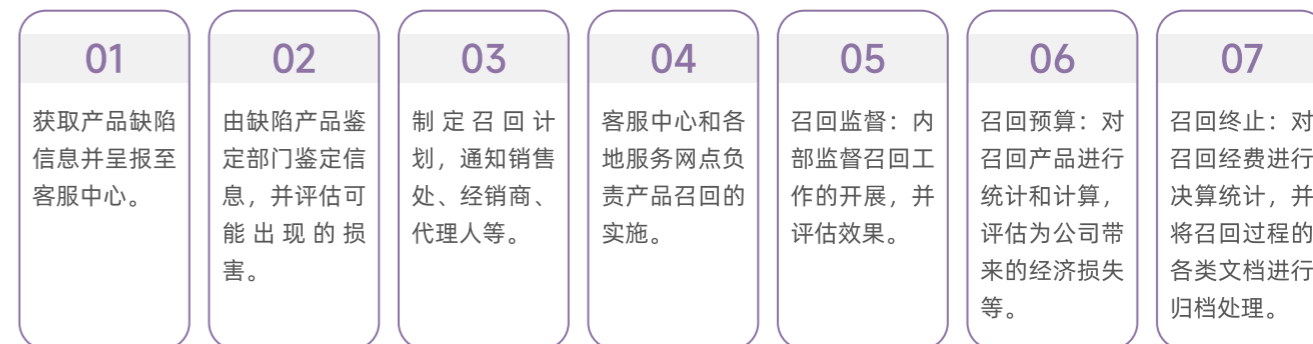 01
获取产品缺陷
信息并呈报至
客服中心。
02
由缺陷产品鉴
定部门鉴定信
息，并评估可
能出现的损
害。
03
制定召回计
划，通知销售
处、经销商、
代理人等。
04
客服中心和各
地服务网点负
责产品召回的
实施。
05
召回监督：内
部监督召回工
作的开展，并
评估效果。
06
召回预算：对
召回产品进行
统计和计算，
评估为公司带
来的经济损失
等。
07
召回终止：对
召回经费进行
决算统计，并
将召回过程的
各类文档进行
归档处理。